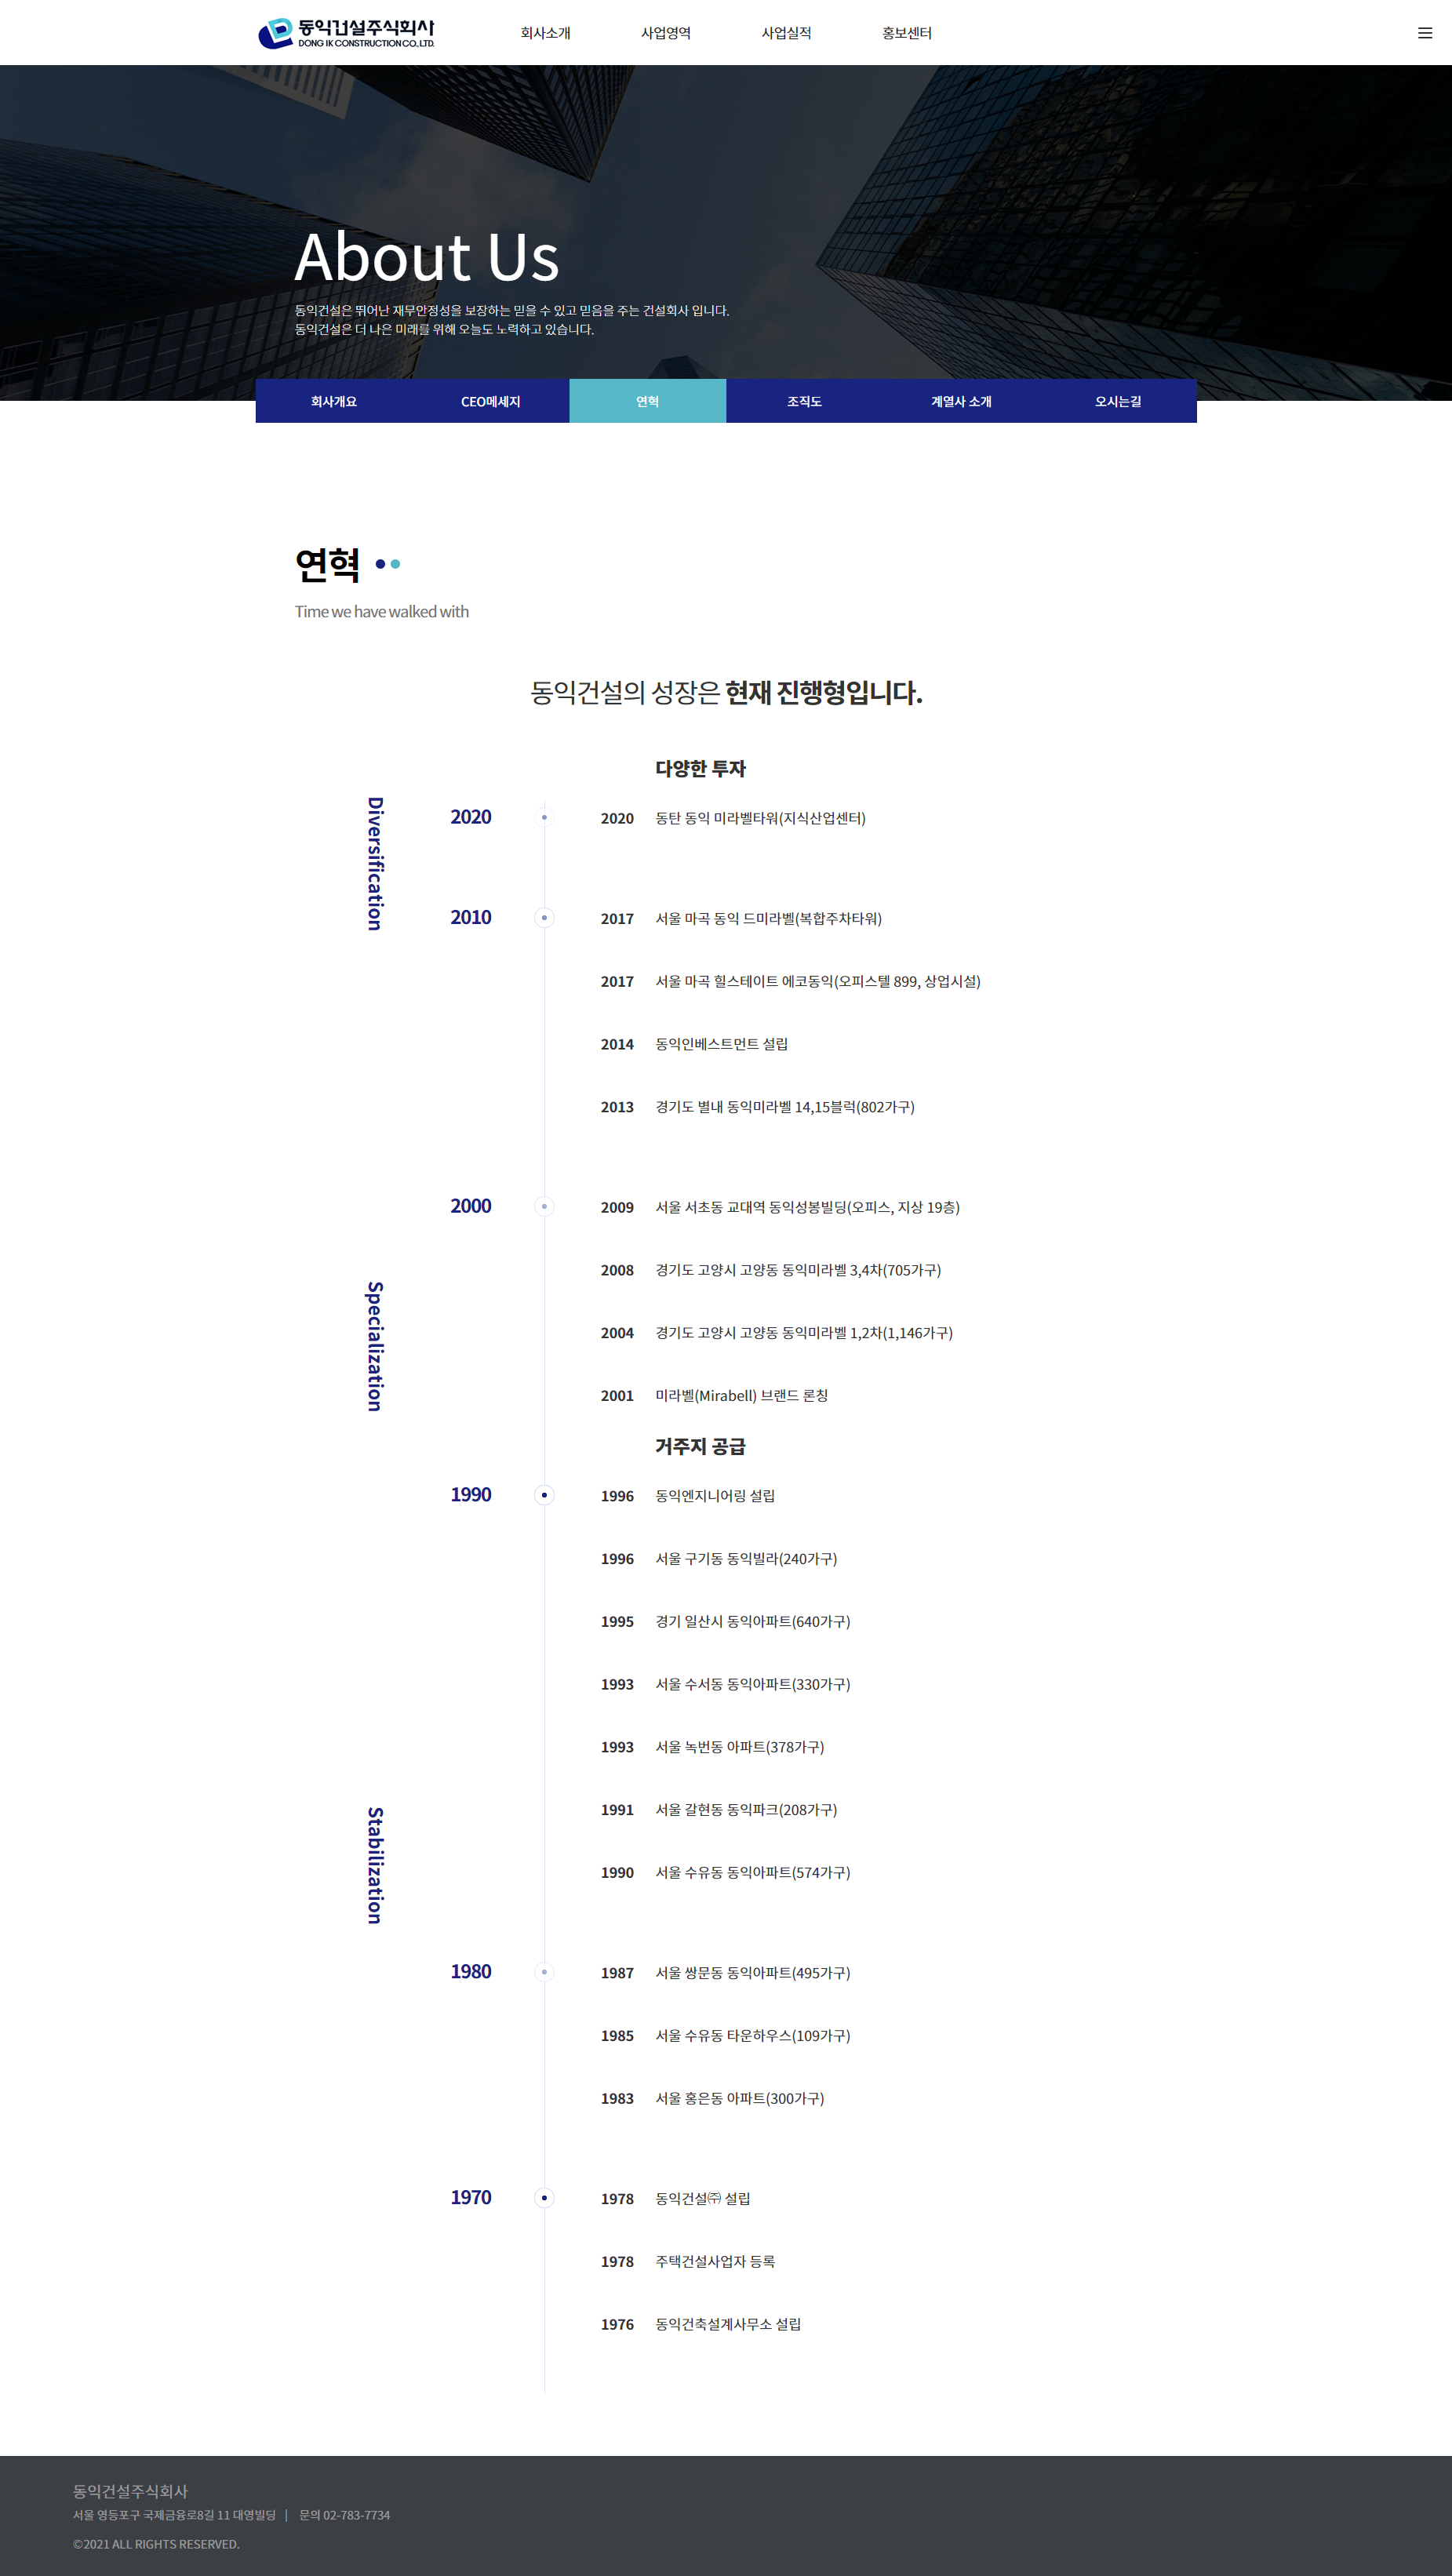 동익건설주식회사
DONG IK CONSTRUCTION CO., LTD.
회사소개
사업영역
사업실적
홍보센터
About Us
동익건설은 뛰어난 재무안정성을 보장하는 믿을 수 있고 믿음을 주는 건설회사 입니다.
동익건설은 더 나은 미래를 위해 오늘도 노력하고 있습니다.
회사개요
CEO메세지
연혁
조직도
계열사 소개
오시는길
연혁
Time we have walked with
동익건설의 성장은 현재 진행형입니다.
다양한 투자
Diversification
2020
2020 동탄 동익 미라벨타워(지식산업센터)
2010
2017 서울 마곡 동익 드미라벨(복합주차타워)
2017 서울 마곡 힐스테이트 에코동익(오피스텔 899, 상업시설)
2014 동익인베스트먼트 설립
2013 경기도 별내 동익미라벨 14,15블럭(802가구)
Specialization
2000
2009 서울 서초동 교대역 동익성봉빌딩(오피스, 지상 19층)
2008 경기도 고양시 고양동 동익미라벨 3,4차(705가구)
2004 경기도 고양시 고양동 동익미라벨 1,2차(1,146가구)
2001 미라벨(Mirabell) 브랜드 론칭
거주지 공급
Stabilization
1990
1996 동익엔지니어링 설립
1996 서울 구기동 동익빌라(240가구)
1995 경기 일산시 동익아파트(640가구)
1993 서울 수서동 동익아파트(330가구)
1993 서울 녹번동 아파트(378가구)
1991 서울 갈현동 동익파크(208가구)
1990 서울 수유동 동익아파트(574가구)
1980
1987 서울 쌍문동 동익아파트(495가구)
1985 서울 수유동 타운하우스(109가구)
1983 서울 홍은동 아파트(300가구)
1970
1978 동익건설㈜ 설립
1978 주택건설사업자 등록
1976 동익건축설계사무소 설립
동익건설주식회사
서울 영등포구 국제금융로8길 11 대영빌딩 | 문의 02-783-7734
©2021 ALL RIGHTS RESERVED.